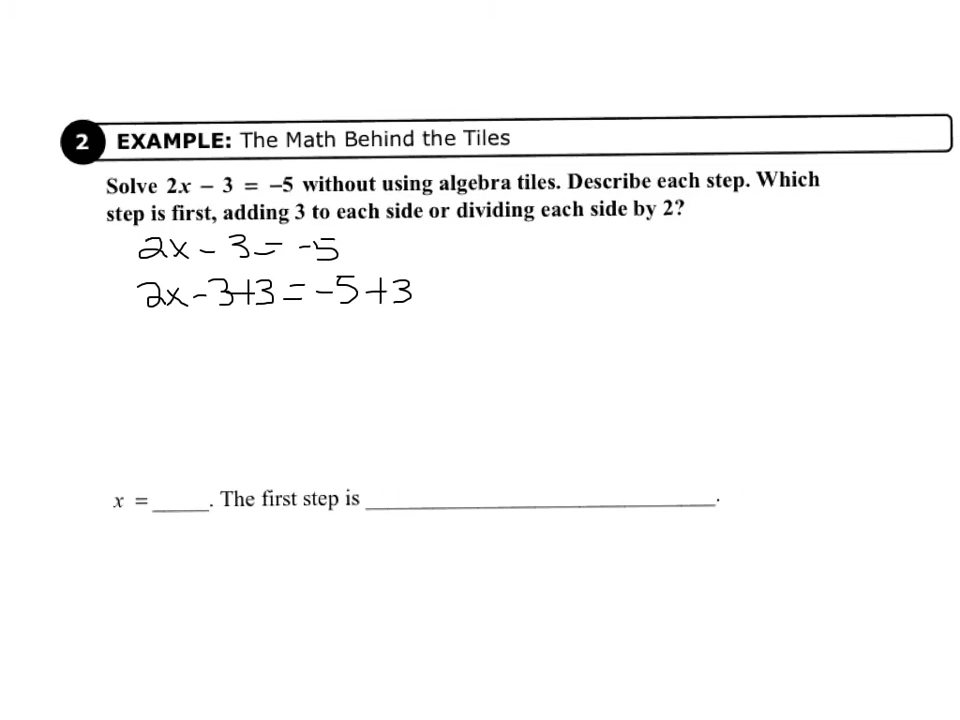 2 EXAMPLE: The Math Behind the Tiles
Solve 2x – 3 = –5 without using algebra tiles. Describe each step. Which
step is first, adding 3 to each side or dividing each side by 2?
2x – 3 = –5
2x – 3+3 = –5+3
x = _____. The first step is ______________________________.